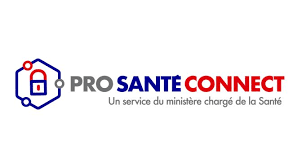 PRO SANTÉ CONNECT
Un service du ministère chargé de la Santé